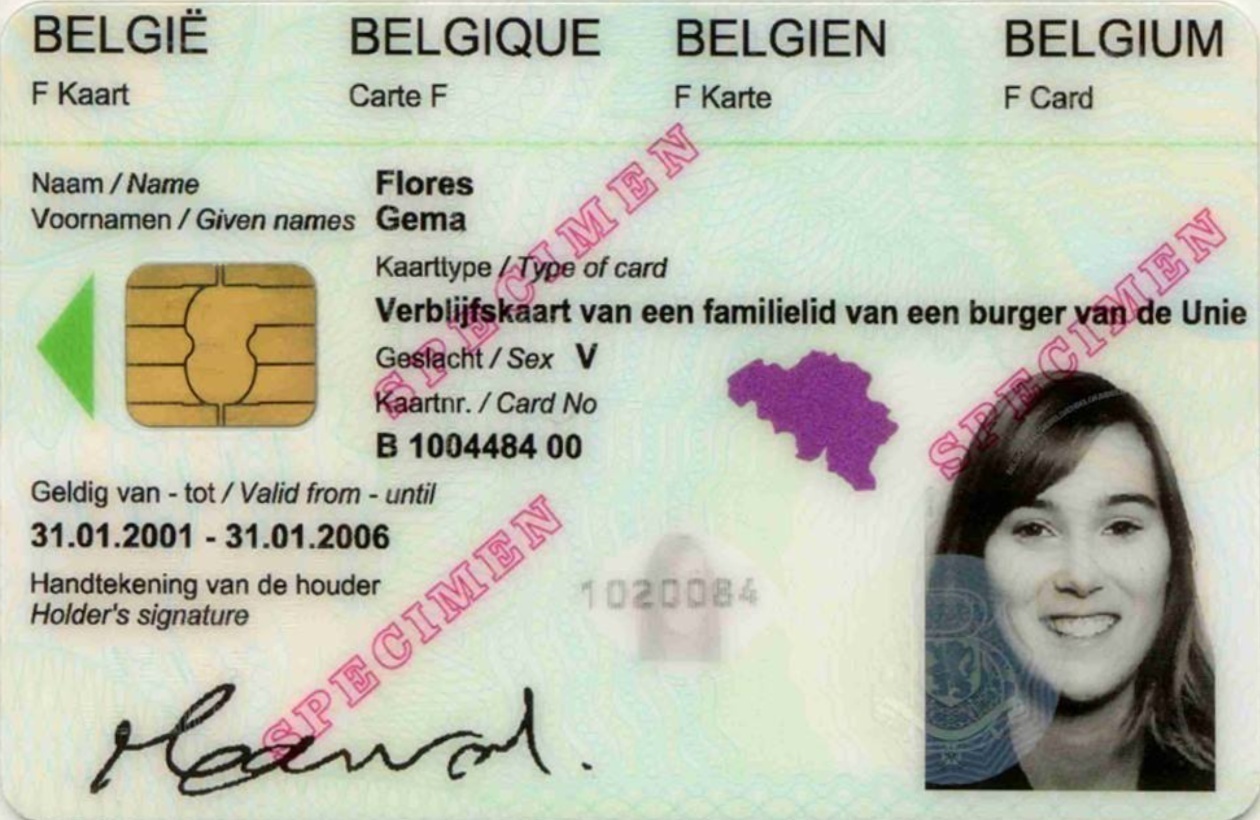 BELGIË BELGIQUE BELGIEN BELGIUM
F Kaart Carte F F Karte F Card
Naam / Name Flores
Voornamen / Given names Gema
Kaarttype / Type of card
Verblijfskaart van een familielid van een burger van de Unie
Geslacht / Sex V
Kaartnr. / Card No
B 1004484 00
Geldig van - tot / Valid from - until
31.01.2001 - 31.01.2006
Handtekening van de houder
Holder's signature
1020084
SPECIMEN
SPECIMEN
SPECIMEN